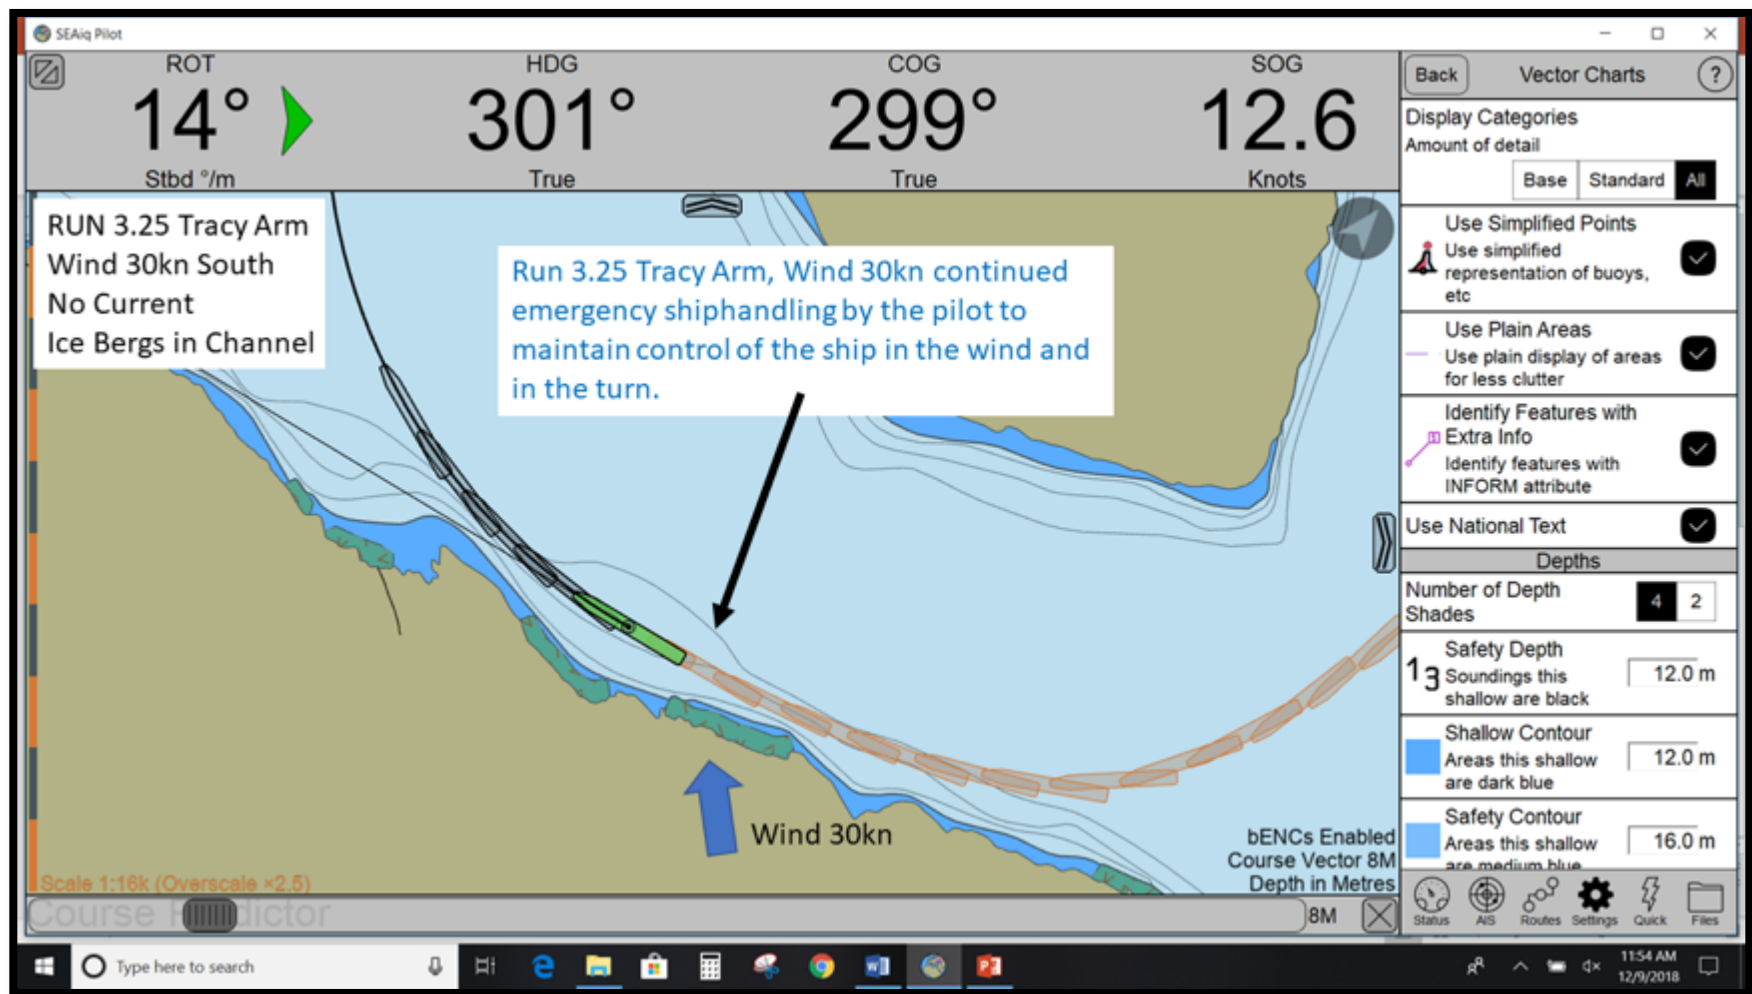 SEAiq Pilot
ROT
HDG
COG
SOG
14°
301°
299°
12.6
Stbd °/m
True
True
Knots
RUN 3.25 Tracy Arm
Wind 30kn South
No Current
Ice Bergs in Channel
Run 3.25 Tracy Arm, Wind 30kn continued
emergency shiphandling by the pilot to
maintain control of the ship in the wind and
in the turn.
Wind 30kn
bENCs Enabled
Course Vector 8M
Depth in Metres
Scale 1:16k (Overscale ×2.5)
8M
Back
Vector Charts
?
Display Categories
Amount of detail
Base
Standard
All
Use Simplified Points
Use simplified
representation of buoys,
etc
Use Plain Areas
Use plain display of areas
for less clutter
Identify Features with
Extra Info
Identify features with
INFORM attribute
Use National Text
Depths
Number of Depth
Shades
4
2
Safety Depth
13
Soundings this
shallow are black
12.0 m
Shallow Contour
Areas this shallow
are dark blue
12.0 m
Safety Contour
Areas this shallow
are medium blue
16.0 m
Status
AIS
Routes
Settings
Quick
Files
Type here to search
11:54 AM
12/9/2018